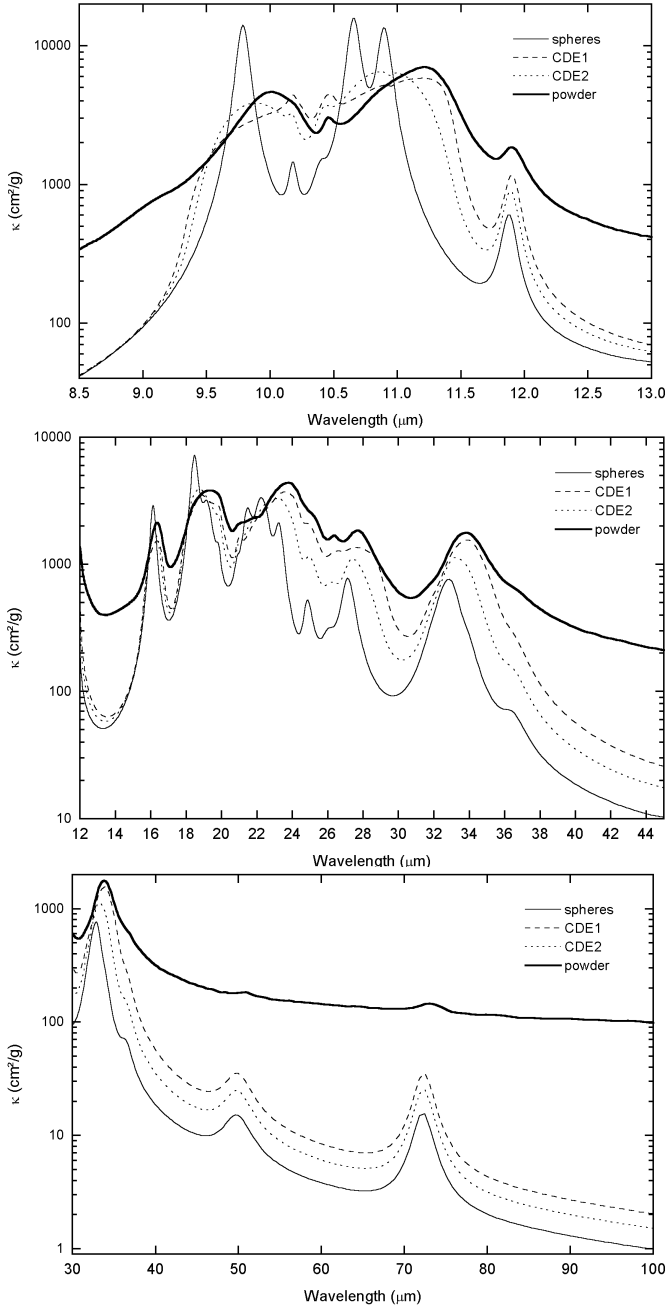 10000
1000
100
κ (cm²/g)
spheres
CDE1
CDE2
powder
8.5 9.0 9.5 10.0 10.5 11.0 11.5 12.0 12.5 13.0
Wavelength (μm)
10000
1000
100
10
κ (cm²/g)
spheres
CDE1
CDE2
powder
12 14 16 18 20 22 24 26 28 30 32 34 36 38 40 42 44
Wavelength (μm)
1000
100
10
1
κ (cm²/g)
spheres
CDE1
CDE2
powder
30 40 50 60 70 80 90 100
Wavelength (μm)